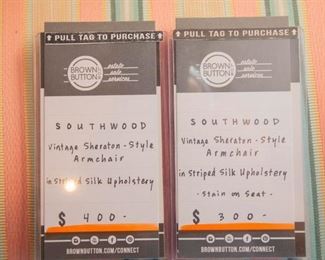 ↑ PULL TAG TO PURCHASE ↑
BROWN
BUTTON
estate
sale
services
SOUTHWOOD
Vintage Sheraton-Style
Armchair
in Striped Silk Upholstery
$ 400-
BROWNBUTTON.COM/CONNECT
↑ PULL TAG TO PURCHASE ↑
BROWN
BUTTON
estate
sale
services
SOUTHWOOD
Vintage Sheraton-Style
Armchair
in Striped Silk Upholstery
- Stain on Seat -
$ 300-
BROWNBUTTON.COM/CONNECT